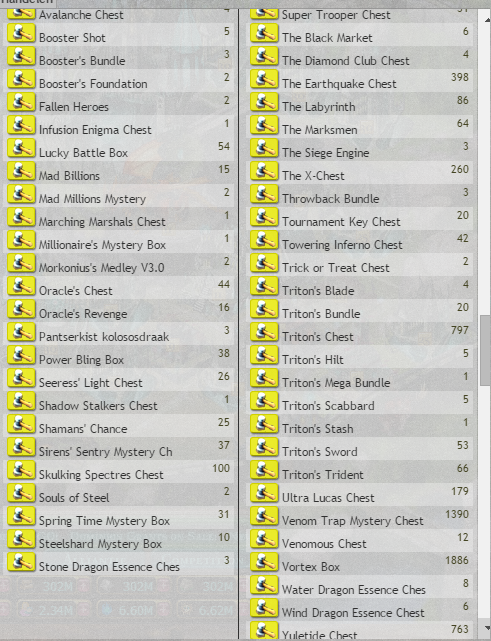 Handelen
Avalanche Chest 4
Booster Shot 5
Booster's Bundle 3
Booster's Foundation 2
Fallen Heroes 2
Infusion Enigma Chest 1
Lucky Battle Box 54
Mad Billions 15
Mad Millions Mystery 2
Marching Marshals Chest 1
Millionaire's Mystery Box 1
Morkonius's Medley V3.0 2
Oracle's Chest 44
Oracle's Revenge 16
Pantserkist kolososdraak 3
Power Bling Box 38
Seeress' Light Chest 26
Shadow Stalkers Chest 1
Shamans' Chance 25
Sirens' Sentry Mystery Ch 37
Skulking Spectres Chest 100
Souls of Steel 2
Spring Time Mystery Box 31
Steelshard Mystery Box 10
Stone Dragon Essence Ches 3
302M 302M 302M
2.34M 6.60M 6.62M
Super Trooper Chest
The Black Market 6
The Diamond Club Chest 4
The Earthquake Chest 398
The Labyrinth 86
The Marksmen 64
The Siege Engine 3
The X-Chest 260
Throwback Bundle 3
Tournament Key Chest 20
Towering Inferno Chest 42
Trick or Treat Chest 2
Triton's Blade 4
Triton's Bundle 20
Triton's Chest 797
Triton's Hilt 5
Triton's Mega Bundle 1
Triton's Scabbard 5
Triton's Stash 1
Triton's Sword 53
Triton's Trident 66
Ultra Lucas Chest 179
Venom Trap Mystery Chest 1390
Venomous Chest 12
Vortex Box 1886
Water Dragon Essence Ches 8
Wind Dragon Essence Chest 6
Yuletide Chest 763